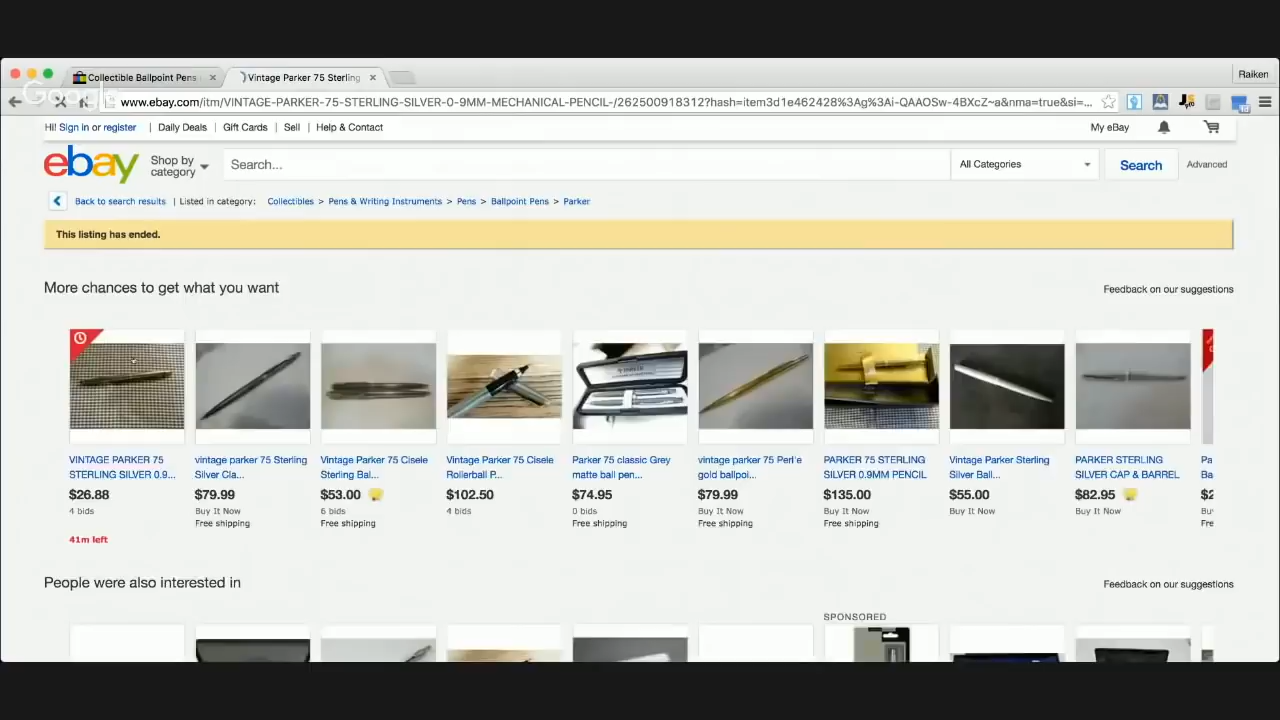 Collectible Ballpoint Pens
Vintage Parker 75 Sterling
Raiken
Google
www.ebay.com/itm/VINTAGE-PARKER-75-STERLING-SILVER-0-9MM-MECHANICAL-PENCIL-/262500918312?hash=item3d1e462428%3Ag%3Ai-QAAOSw-4BXcZ~a&nma=true&si=...
Hi! Sign in or register | Daily Deals | Gift Cards | Sell | Help & Contact
My eBay
ebay
Shop by category
Search...
All Categories
Search
Advanced
Back to search results | Listed in category: Collectibles > Pens & Writing Instruments > Pens > Ballpoint Pens > Parker
This listing has ended.
More chances to get what you want
Feedback on our suggestions
VINTAGE PARKER 75
STERLING SILVER 0.9...
$26.88
4 bids
41m left
vintage parker 75 Sterling
Silver Cla...
$79.99
Buy It Now
Free shipping
Vintage Parker 75 Cisele
Sterling Bal...
$53.00
6 bids
Free shipping
Vintage Parker 75 Cisele
Rollerball P...
$102.50
4 bids
Parker 75 classic Grey
matte ball pen...
$74.95
0 bids
Free shipping
vintage parker 75 Perl'e
gold ballpoi...
$79.99
Buy It Now
Free shipping
PARKER 75 STERLING
SILVER 0.9MM PENCIL
$135.00
Buy It Now
Free shipping
Vintage Parker Sterling
Silver Ball...
$55.00
Buy It Now
PARKER STERLING
SILVER CAP & BARREL
$82.95
Buy It Now
Pa
Ba
$2
Bu
Fre
People were also interested in
Feedback on our suggestions
SPONSORED